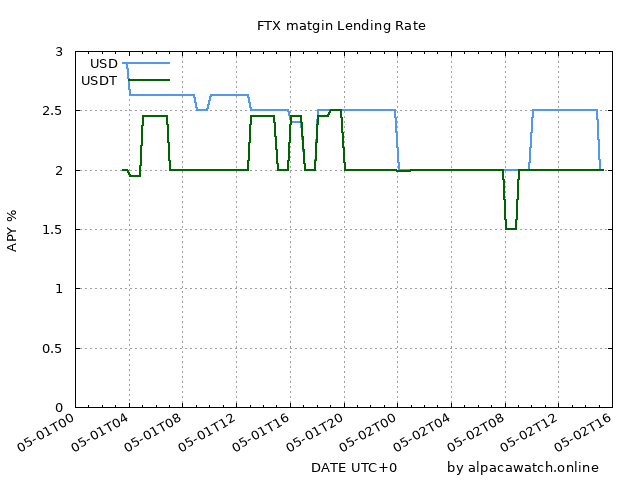 FTX matgin Lending Rate
3
USD
USDT
2.5
2
1.5
APY %
1
0.5
0
05-01T00
05-01T04
05-01T08
05-01T12
05-01T16
05-01T20
05-02T00
05-02T04
05-02T08
05-02T12
05-02T16
DATE UTC+0
by alpacawatch.online